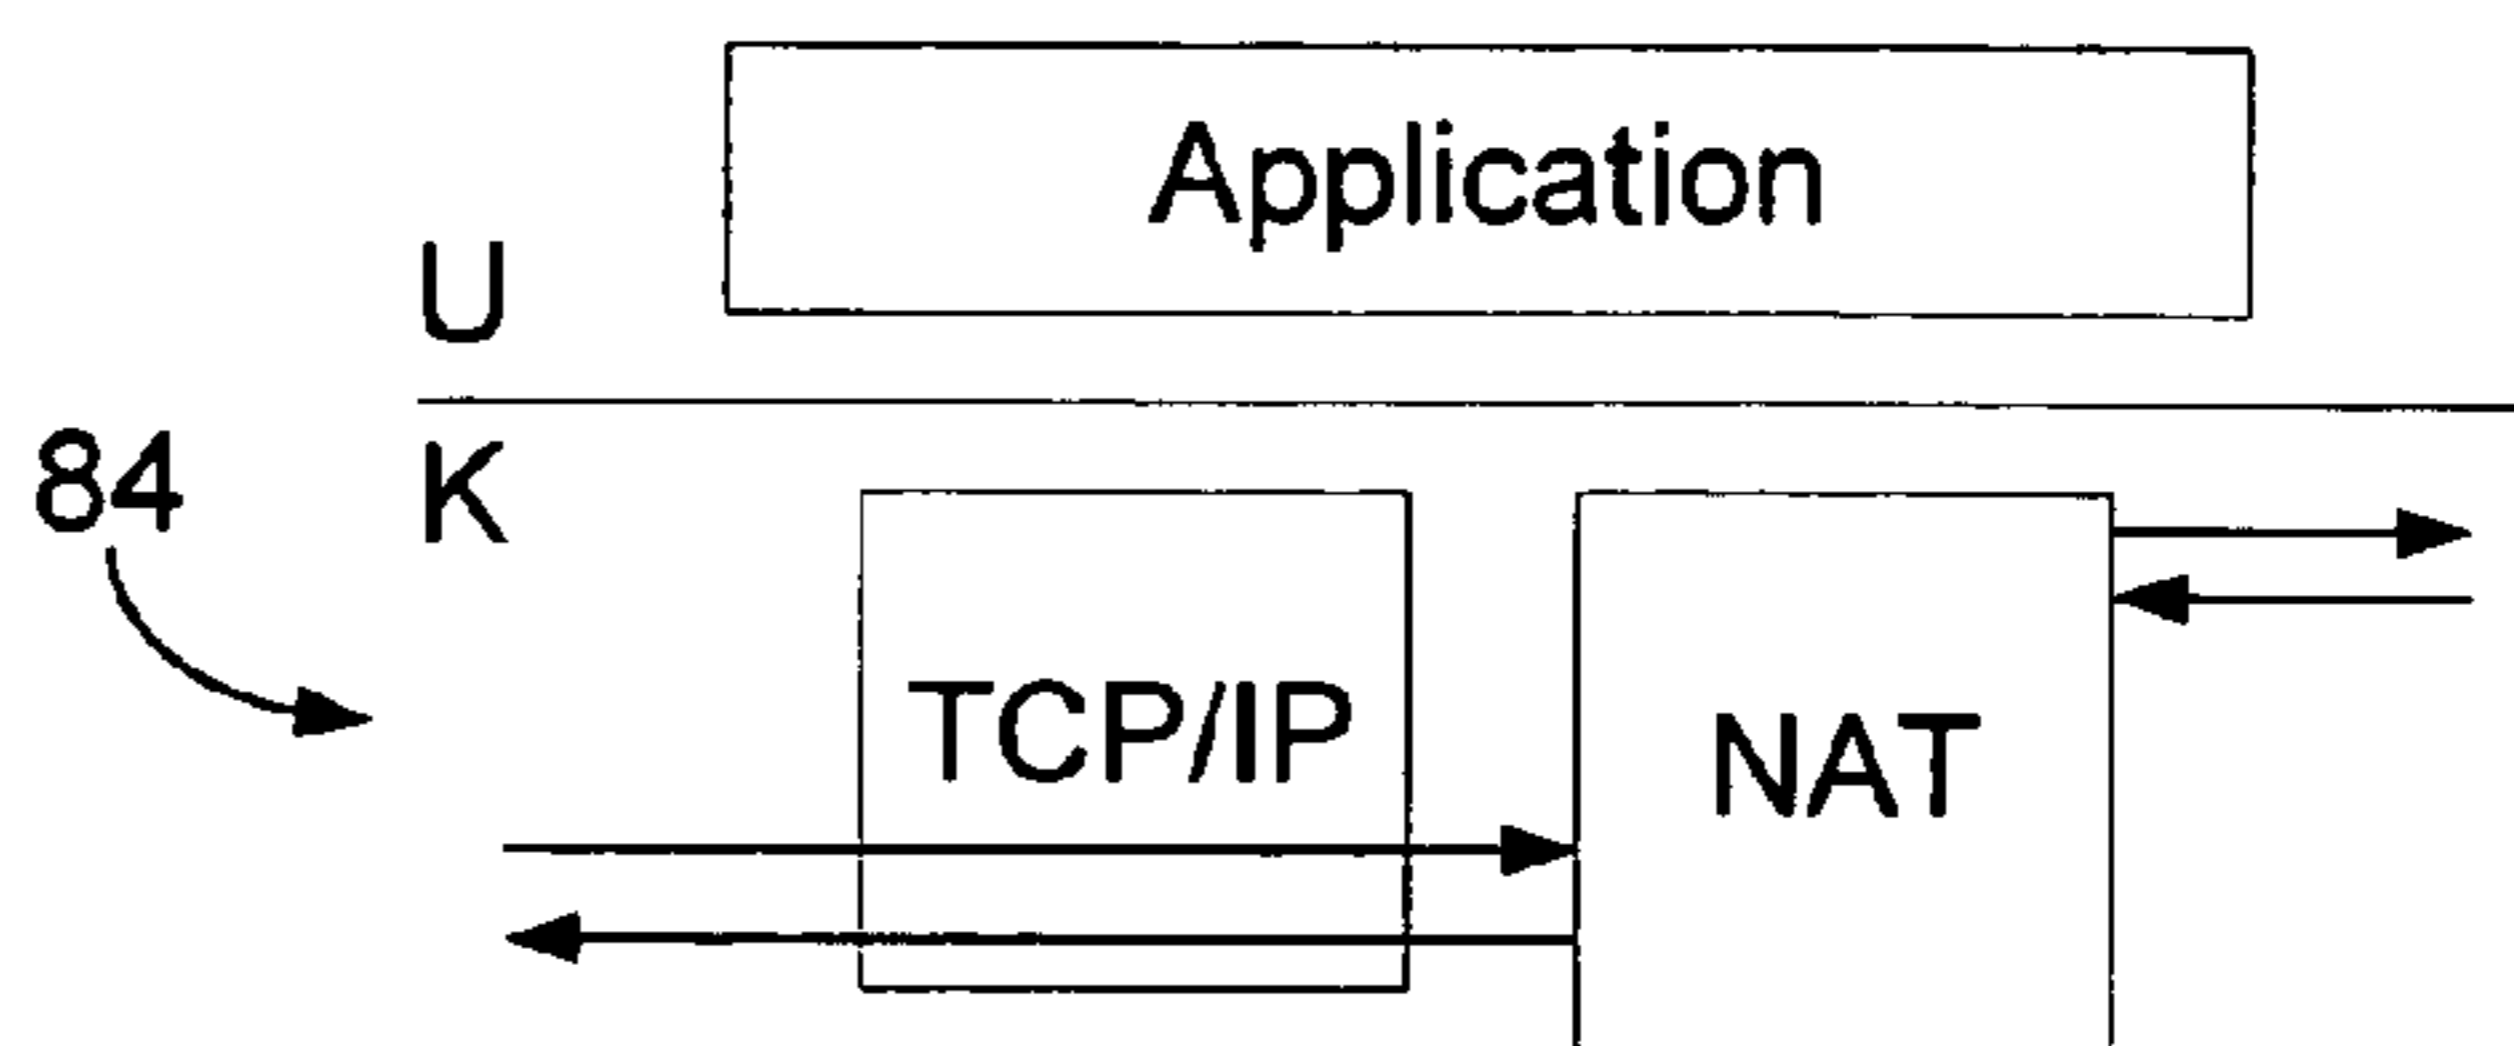 Application
U
84
K
TCP/IP
NAT